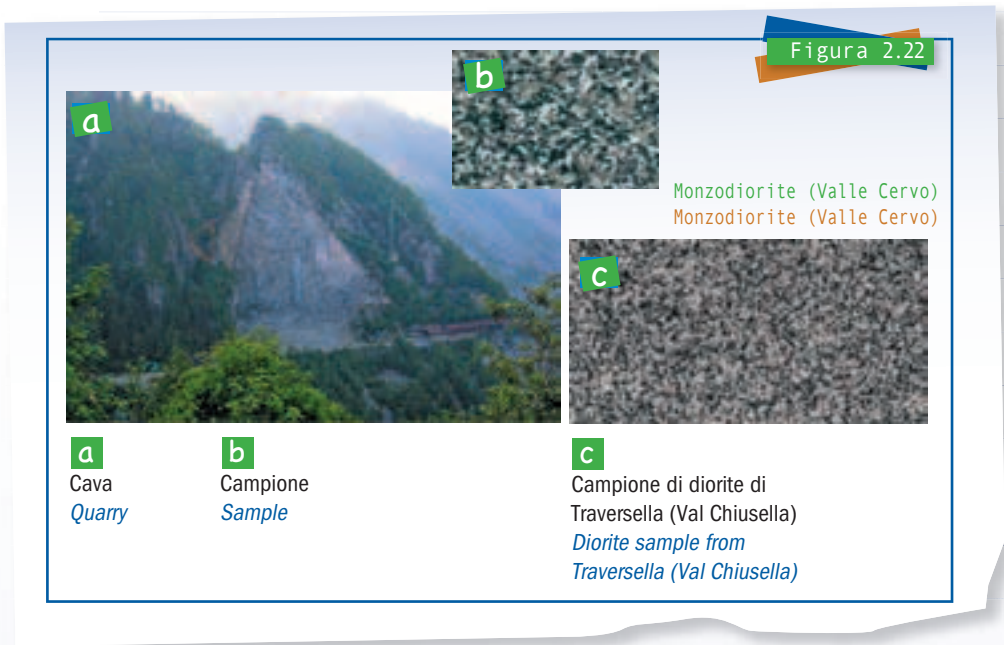 Figura 2.22
b
a
Monzodiorite (Valle Cervo)
Monzodiorite (Valle Cervo)
c
a
Cava
Quarry
b
Campione
Sample
c
Campione di diorite di
Traversella (Val Chiusella)
Diorite sample from
Traversella (Val Chiusella)